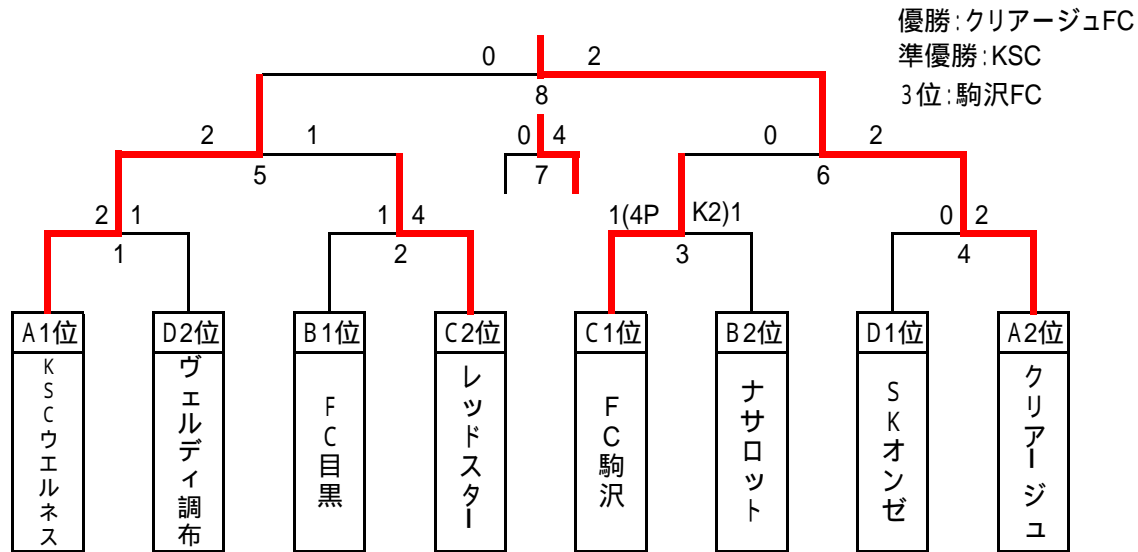 優勝:クリアージュFC
準優勝:KSC
3位:駒沢FC
0 2
8
2 1
5
0 4
7
0 2
6
2 1
1
1 4
2
1(4P K2)1
3
0 2
4
A1位 D2位 B1位 C2位 C1位 B2位 D1位 A2位
KSCウエルネス
ヴェルディ調布
FC目黒
レッドスター
FC駒沢
ナサロット
SKオンゼ
クリアージュ